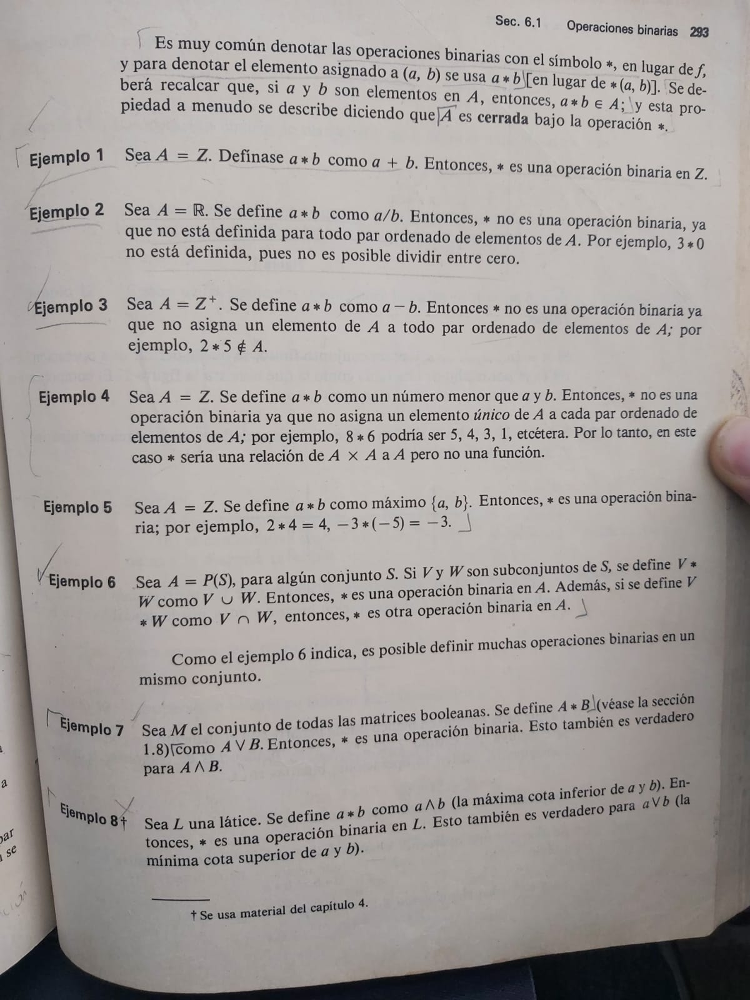 Sec. 6.1 Operaciones binarias 293
Es muy común denotar las operaciones binarias con el símbolo *, en lugar de f,
y para denotar el elemento asignado a (a, b) se usa a * b [en lugar de * (a, b)]. Se de-
berá recalcar que, si a y b son elementos en A, entonces, a * b ∈ A; y esta pro-
piedad a menudo se describe diciendo que A es cerrada bajo la operación *.
Ejemplo 1 Sea A = Z. Defínase a * b como a + b. Entonces, * es una operación binaria en Z.
Ejemplo 2 Sea A = ℝ. Se define a * b como a/b. Entonces, * no es una operación binaria, ya
que no está definida para todo par ordenado de elementos de A. Por ejemplo, 3 * 0
no está definida, pues no es posible dividir entre cero.
Ejemplo 3 Sea A = Z⁺. Se define a * b como a − b. Entonces * no es una operación binaria ya
que no asigna un elemento de A a todo par ordenado de elementos de A; por
ejemplo, 2 * 5 ∉ A.
Ejemplo 4 Sea A = Z. Se define a * b como un número menor que a y b. Entonces, * no es una
operación binaria ya que no asigna un elemento único de A a cada par ordenado de
elementos de A; por ejemplo, 8 * 6 podría ser 5, 4, 3, 1, etcétera. Por lo tanto, en este
caso * sería una relación de A × A a A pero no una función.
Ejemplo 5 Sea A = Z. Se define a * b como máximo {a, b}. Entonces, * es una operación bina-
ria; por ejemplo, 2 * 4 = 4, −3 * (−5) = −3.
Ejemplo 6 Sea A = P(S), para algún conjunto S. Si V y W son subconjuntos de S, se define V *
W como V ∪ W. Entonces, * es una operación binaria en A. Además, si se define V
* W como V ∩ W, entonces, * es otra operación binaria en A.
Como el ejemplo 6 indica, es posible definir muchas operaciones binarias en un
mismo conjunto.
Ejemplo 7 Sea M el conjunto de todas las matrices booleanas. Se define A * B (véase la sección
1.8) como A ∨ B. Entonces, * es una operación binaria. Esto también es verdadero
para A ∧ B.
Ejemplo 8† Sea L una látice. Se define a * b como a ∧ b (la máxima cota inferior de a y b). En-
tonces, * es una operación binaria en L. Esto también es verdadero para a ∨ b (la
mínima cota superior de a y b).
† Se usa material del capítulo 4.
a
se